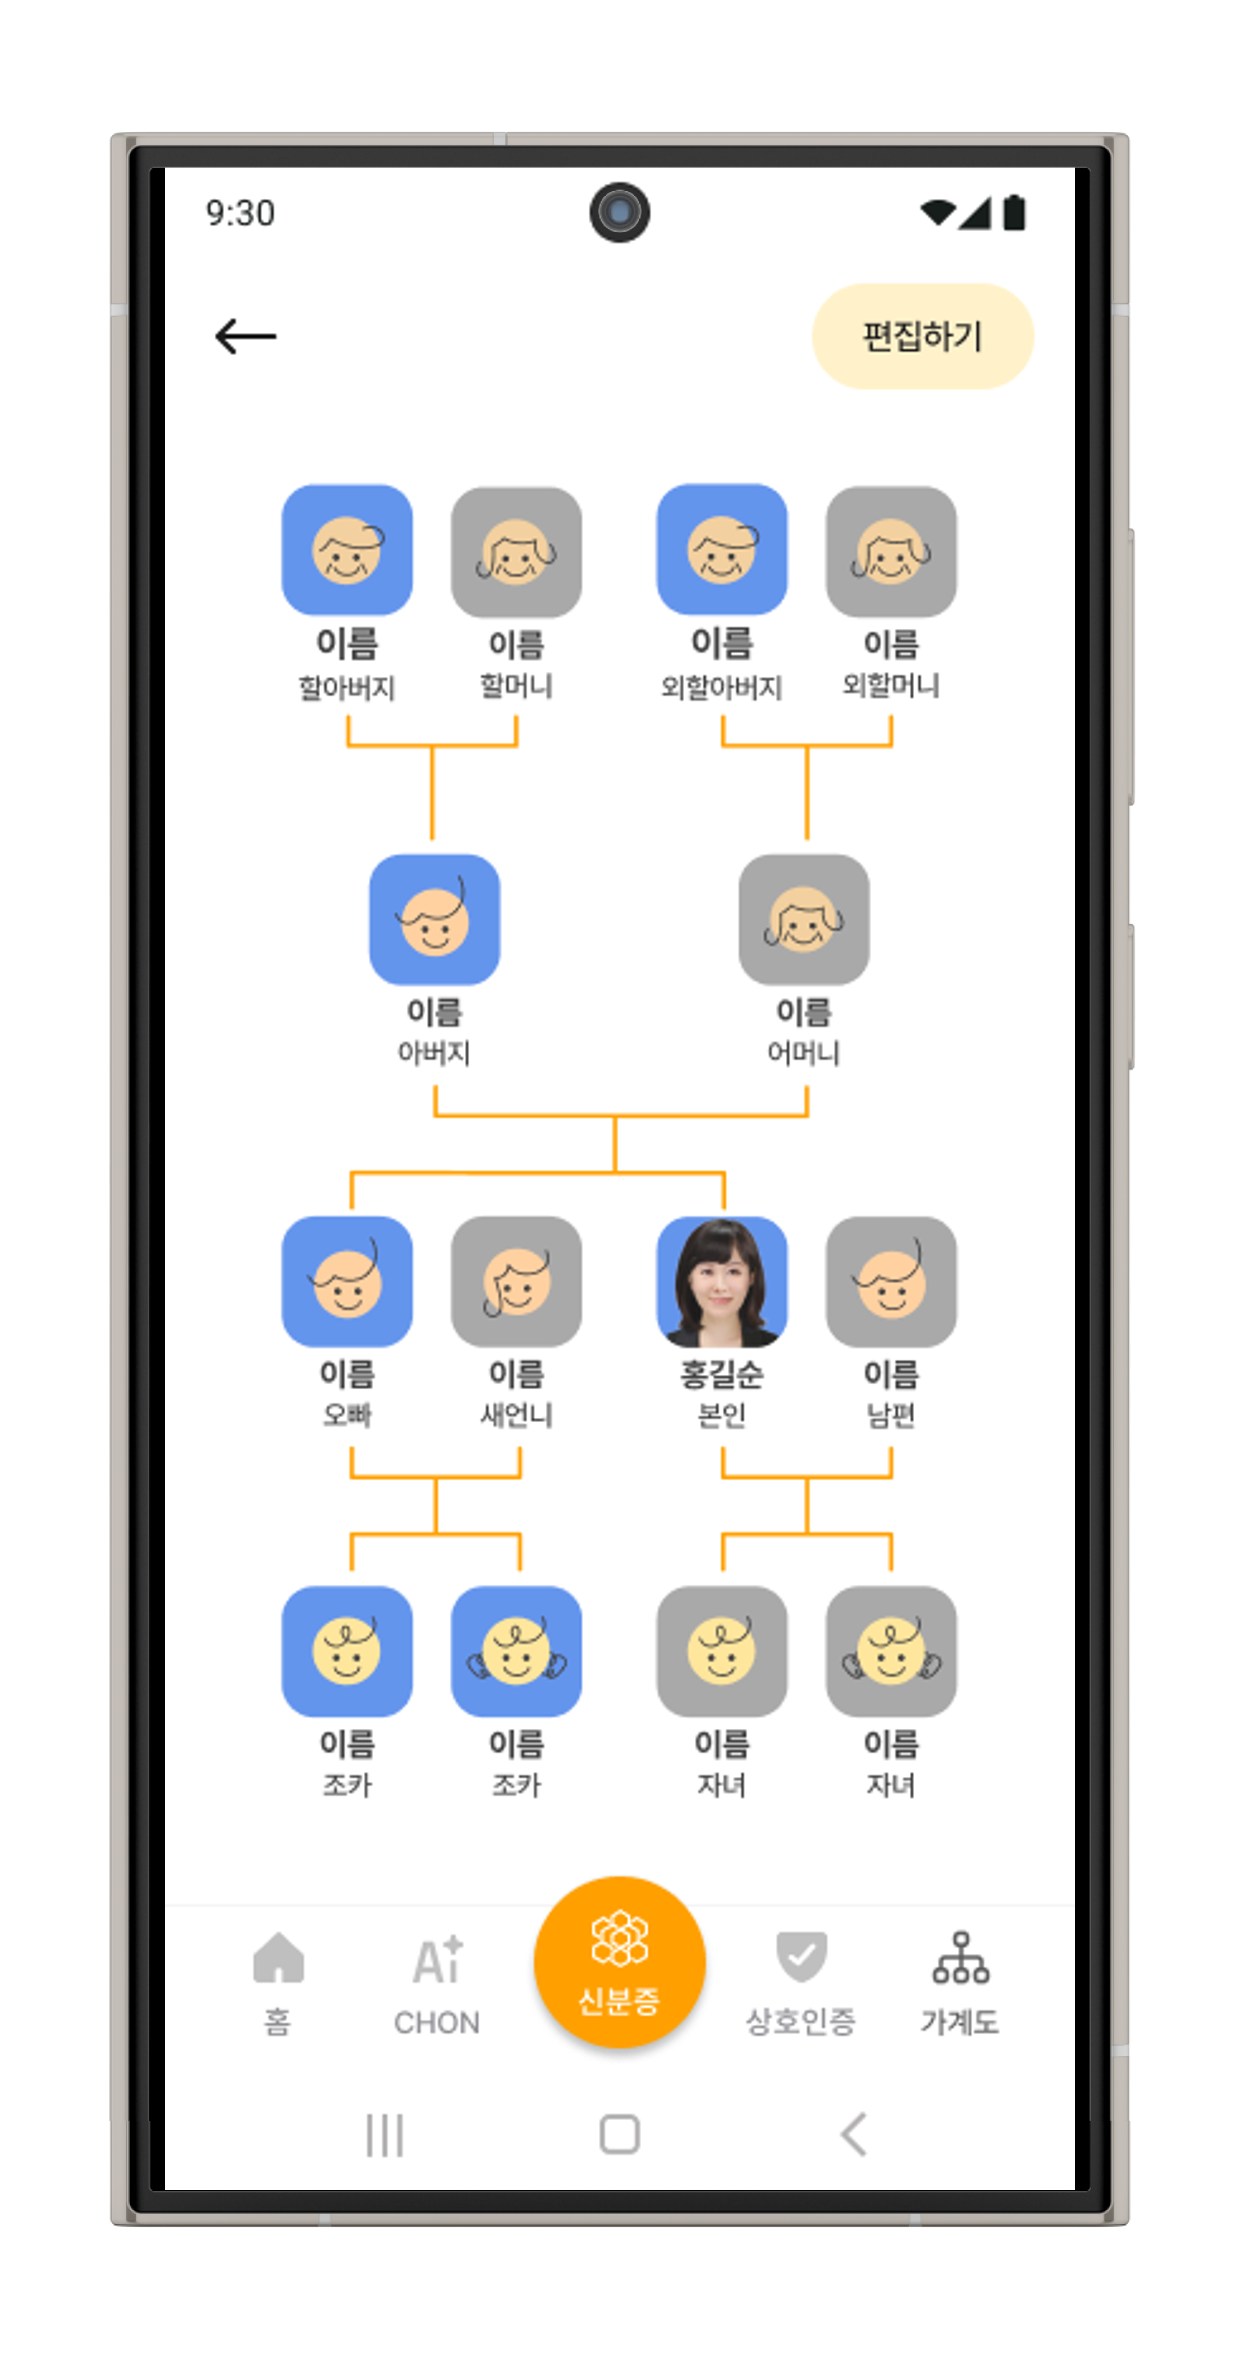 9:30
편집하기
이름 이름 이름 이름
할아버지 할머니 외할아버지 외할머니
이름 이름
아버지 어머니
이름 이름 홍길순 이름
오빠 새언니 본인 남편
이름 이름 이름 이름
조카 조카 자녀 자녀
Ai
신분증
홈 CHON 상호인증 가계도